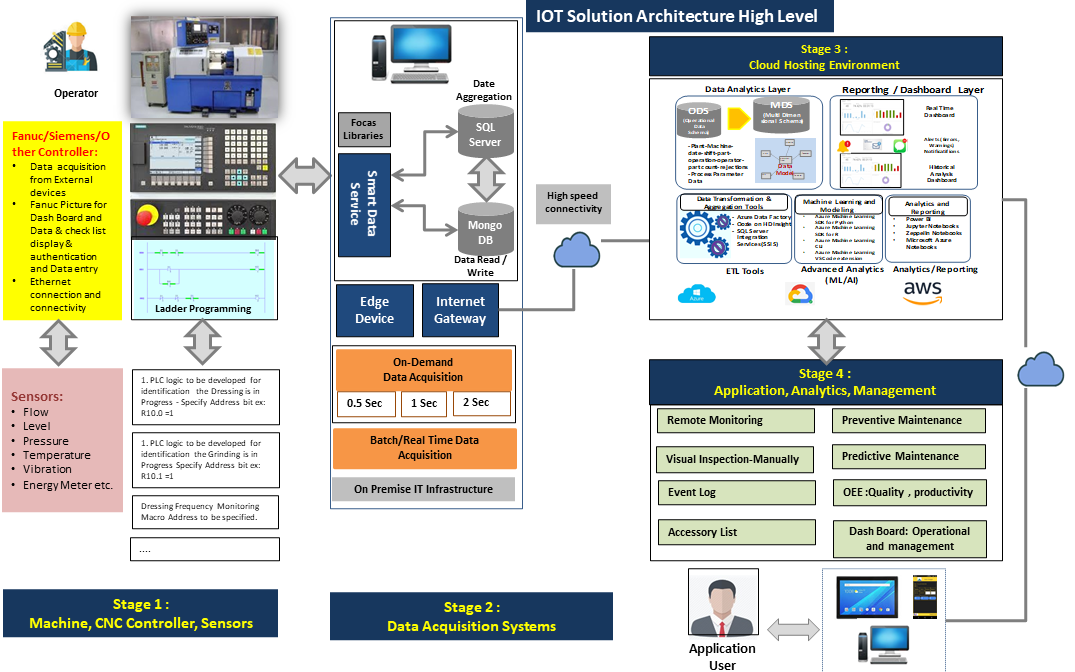 IOT Solution Architecture High Level
Operator
Fanuc/Siemens/O
ther Controller:
• Data acquisition
from External
devices
• Fanuc Picture for
Dash Board and
Data & check list
display &
authentication
and Data entry
• Ethernet
connection and
connectivity
Ladder Programming
Sensors:
• Flow
• Level
• Pressure
• Temperature
• Vibration
• Energy Meter etc.
1. PLC logic to be developed for
identification the Dressing is in
Progress - Specify Address bit ex:
R10.0 =1
1. PLC logic to be developed for
identification the Grinding is in
Progress Specify Address bit ex:
R10.1 =1
Dressing Frequency Monitoring
Macro Address to be specified.
....
Stage 1 :
Machine, CNC Controller, Sensors
Date
Aggregation
Focas
Libraries
SQL
Server
Smart Data
Service
Mongo
DB
Data Read /
Write
Edge
Device
Internet
Gateway
On-Demand
Data Acquisition
0.5 Sec
1 Sec
2 Sec
Batch/Real Time Data
Acquisition
On Premise IT Infrastructure
Stage 2 :
Data Acquisition Systems
High speed
connectivity
Stage 3 :
Cloud Hosting Environment
Data Analytics Layer
ODS
(Operational
Data
Schema)
MDS
(Multi Dimen
sional Schema)
- Plant-Machine-
date-shift-part-
operation-operator-
part count-rejections
- Process Parameter
Data
Data
Model
Reporting / Dashboard Layer
Real Time
Dashboard
Alerts (Errors,
Warnings)
Notifications
Historical
Analysis
Dashboard
Data Transformation &
Aggregation Tools
• Azure Data Factory
• Code on HD Insight
• SQL Server
Integration
Services(SSIS)
ETL Tools
Machine Learning and
Modeling
• Azure Machine Learning
SDK for Python
• Azure Machine Learning
SDK for R
• Azure Machine Learning
CLI
• Azure Machine Learning
VS Code extension
Advanced Analytics
(ML/AI)
Analytics and
Reporting
• Power BI
• Jupyter Notebooks
• Zeppelin Notebooks
• Microsoft Azure
Notebooks
Analytics/Reporting
Azure
aws
Stage 4 :
Application, Analytics, Management
Remote Monitoring
Preventive Maintenance
Visual Inspection-Manually
Predictive Maintenance
Event Log
OEE :Quality , productivity
Accessory List
Dash Board: Operational
and management
Application
User